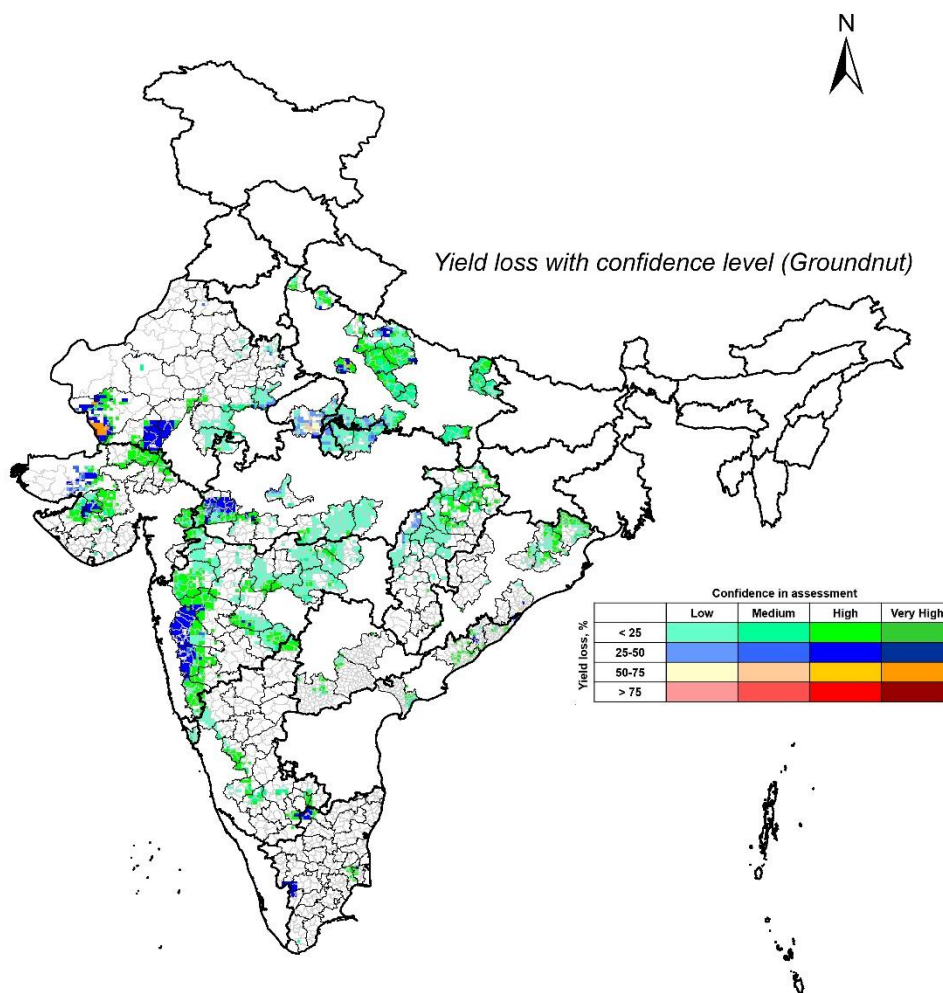 N
Yield loss with confidence level (Groundnut)
Confidence in assessment
Low Medium High Very High
Yield loss, %
< 25
25-50
50-75
> 75